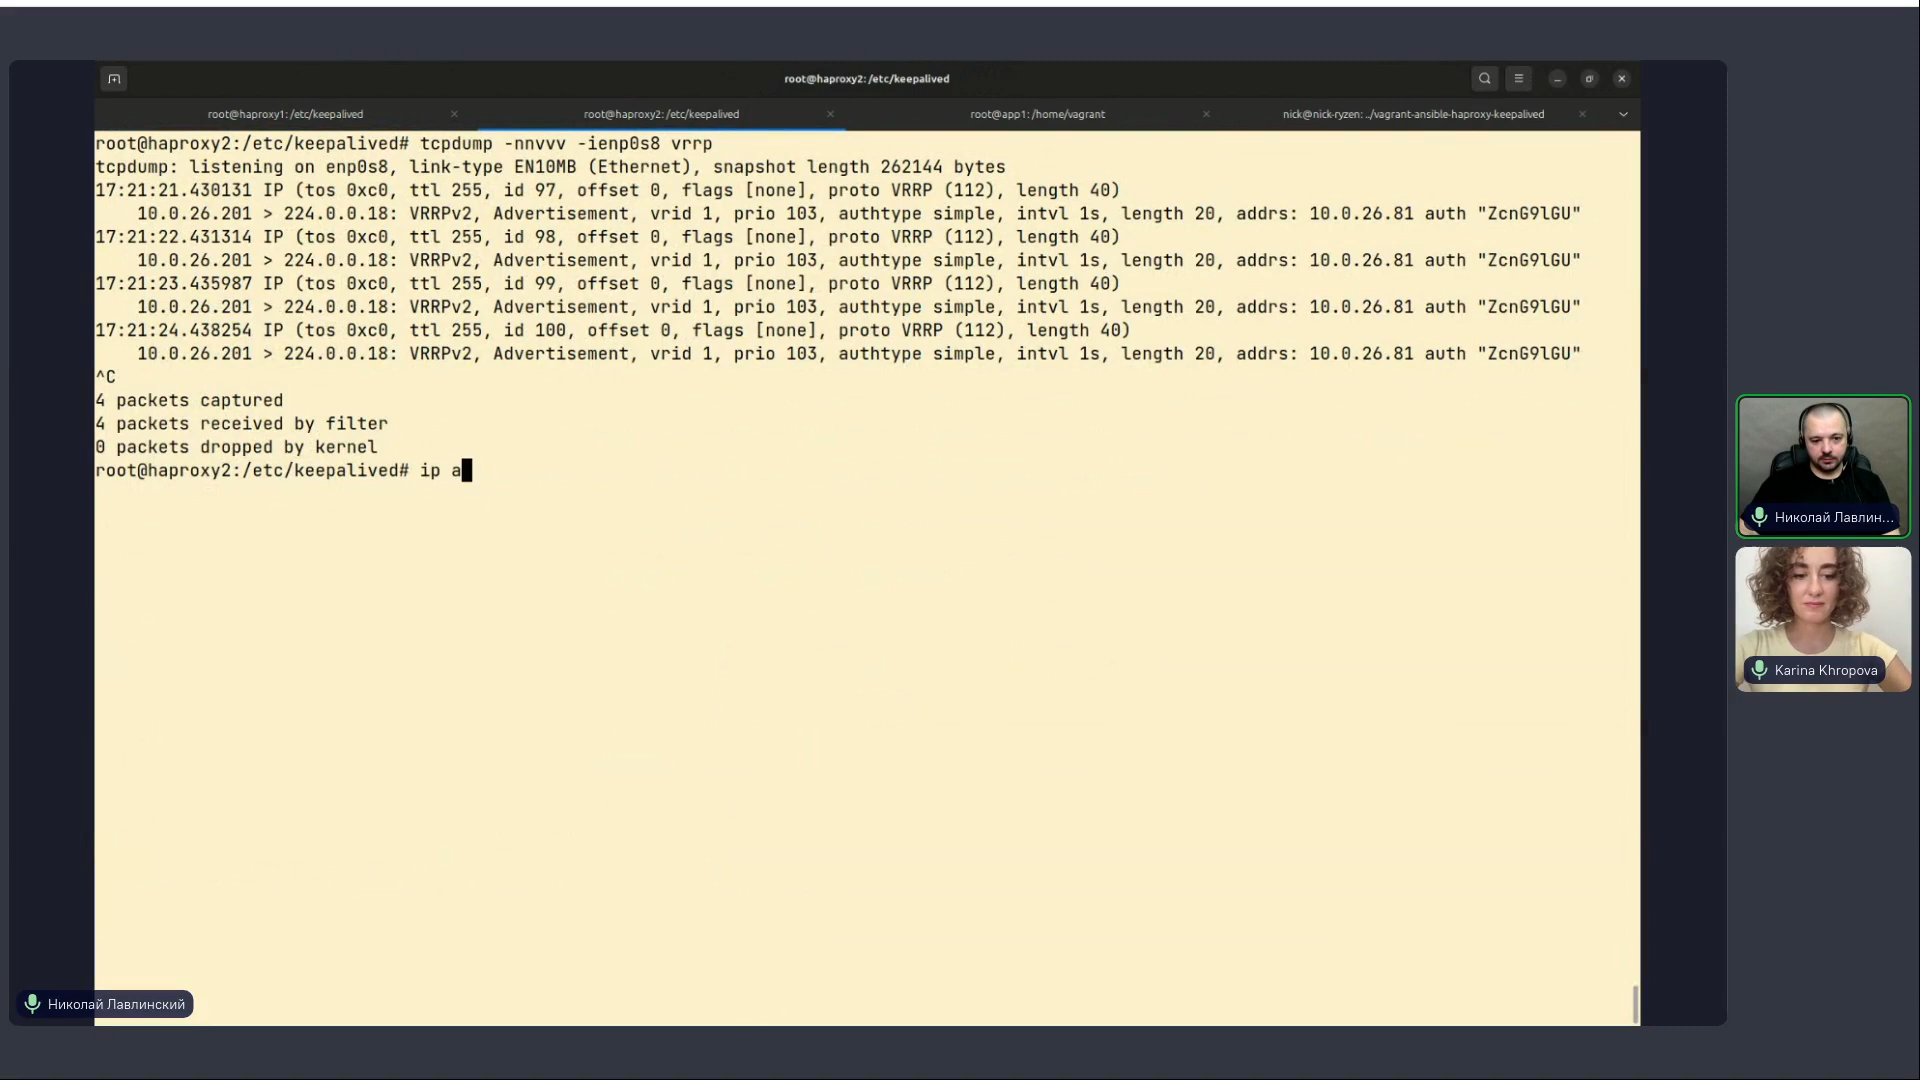 root@haproxy2: /etc/keepalived
root@haproxy1: /etc/keepalived
root@haproxy2: /etc/keepalived
root@app1: /home/vagrant
nick@nick-ryzen: ../vagrant-ansible-haproxy-keepalived
root@haproxy2:/etc/keepalived# tcpdump -nnvvv -ienp0s8 vrrp
tcpdump: listening on enp0s8, link-type EN10MB (Ethernet), snapshot length 262144 bytes
17:21:21.430131 IP (tos 0xc0, ttl 255, id 97, offset 0, flags [none], proto VRRP (112), length 40)
    10.0.26.201 > 224.0.0.18: VRRPv2, Advertisement, vrid 1, prio 103, authtype simple, intvl 1s, length 20, addrs: 10.0.26.81 auth "ZcnG9lGU"
17:21:22.431314 IP (tos 0xc0, ttl 255, id 98, offset 0, flags [none], proto VRRP (112), length 40)
    10.0.26.201 > 224.0.0.18: VRRPv2, Advertisement, vrid 1, prio 103, authtype simple, intvl 1s, length 20, addrs: 10.0.26.81 auth "ZcnG9lGU"
17:21:23.435987 IP (tos 0xc0, ttl 255, id 99, offset 0, flags [none], proto VRRP (112), length 40)
    10.0.26.201 > 224.0.0.18: VRRPv2, Advertisement, vrid 1, prio 103, authtype simple, intvl 1s, length 20, addrs: 10.0.26.81 auth "ZcnG9lGU"
17:21:24.438254 IP (tos 0xc0, ttl 255, id 100, offset 0, flags [none], proto VRRP (112), length 40)
    10.0.26.201 > 224.0.0.18: VRRPv2, Advertisement, vrid 1, prio 103, authtype simple, intvl 1s, length 20, addrs: 10.0.26.81 auth "ZcnG9lGU"
^C
4 packets captured
4 packets received by filter
0 packets dropped by kernel
root@haproxy2:/etc/keepalived# ip a
Николай Лавлин...
Karina Khropova
Николай Лавлинский